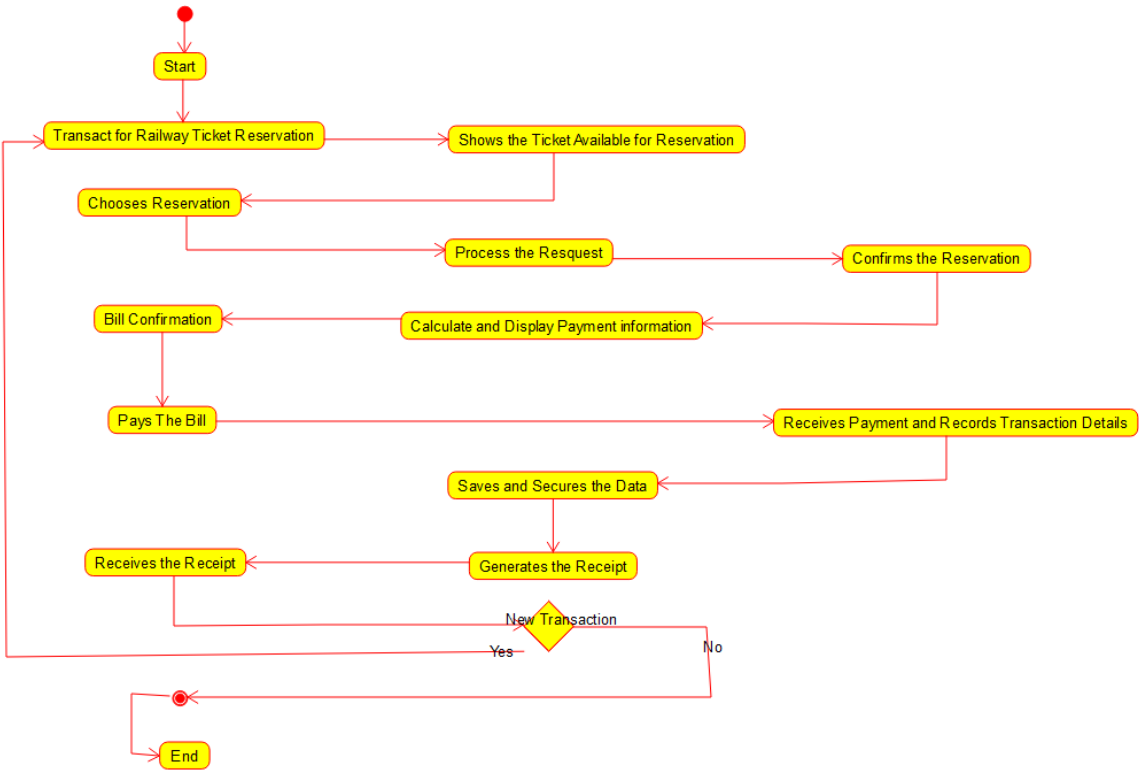 Start
Transact for Railway Ticket Reservation
Shows the Ticket Available for Reservation
Chooses Reservation
Process the Resquest
Confirms the Reservation
Bill Confirmation
Calculate and Display Payment information
Pays The Bill
Receives Payment and Records Transaction Details
Saves and Secures the Data
Receives the Receipt
Generates the Receipt
New Transaction
Yes
No
End